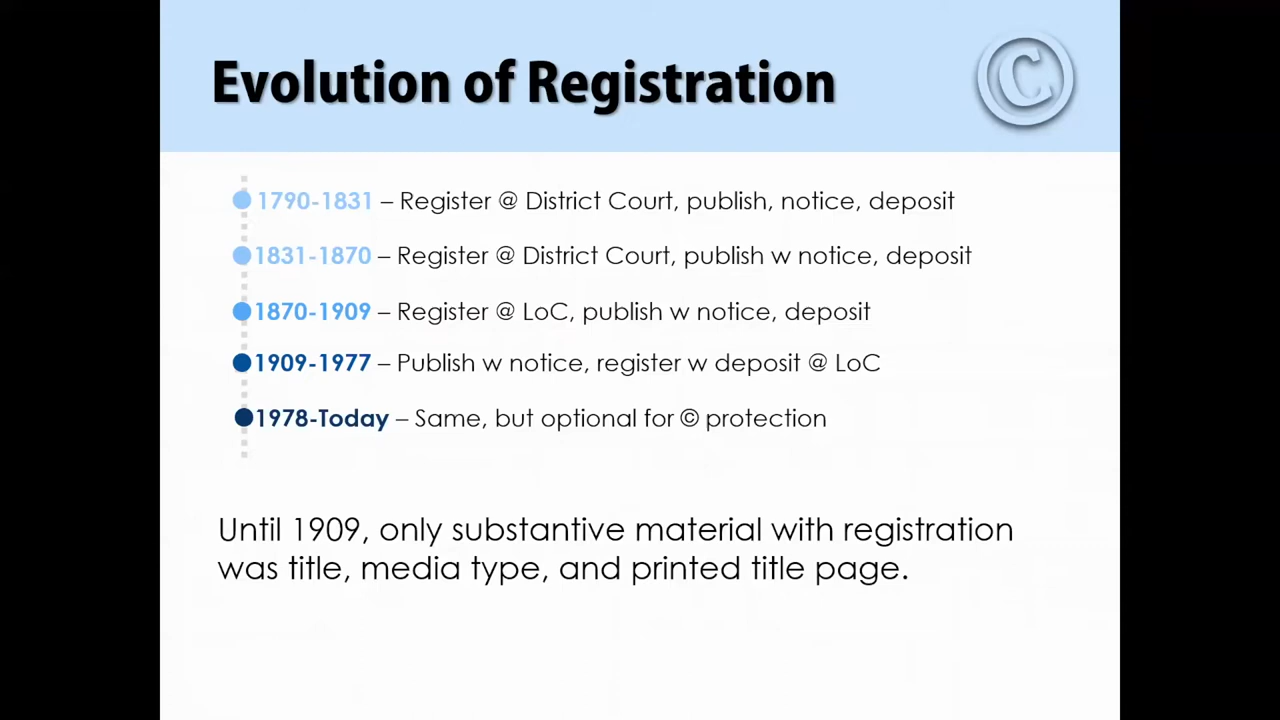 Evolution of Registration
©
1790-1831 – Register @ District Court, publish, notice, deposit
1831-1870 – Register @ District Court, publish w notice, deposit
1870-1909 – Register @ LoC, publish w notice, deposit
1909-1977 – Publish w notice, register w deposit @ LoC
1978-Today – Same, but optional for © protection
Until 1909, only substantive material with registration
was title, media type, and printed title page.